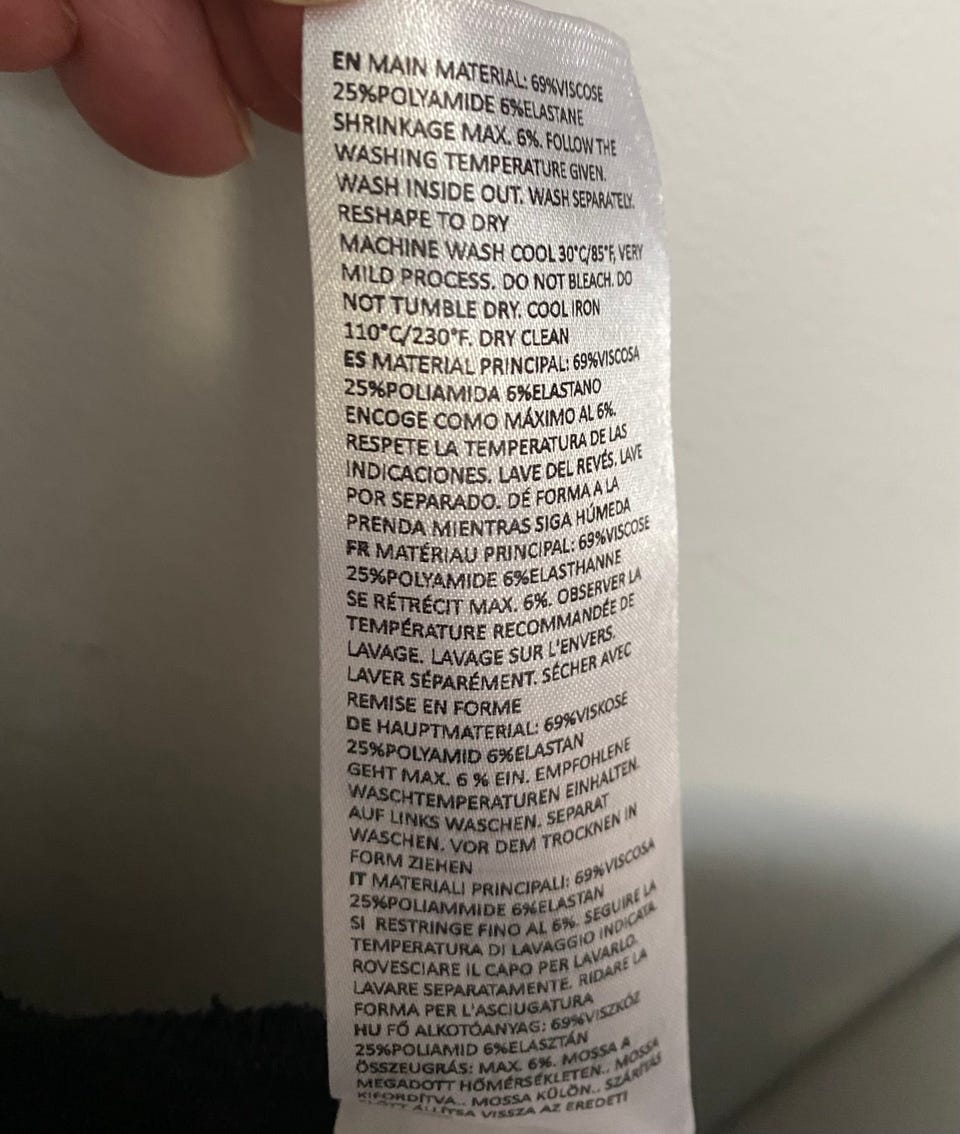 EN MAIN MATERIAL: 69%VISCOSE
25%POLYAMIDE 6%ELASTANE
SHRINKAGE MAX. 6%. FOLLOW THE
WASHING TEMPERATURE GIVEN.
WASH INSIDE OUT. WASH SEPARATELY.
RESHAPE TO DRY
MACHINE WASH COOL 30°C/85°F, VERY
MILD PROCESS. DO NOT BLEACH. DO
NOT TUMBLE DRY. COOL IRON
110°C/230°F. DRY CLEAN
ES MATERIAL PRINCIPAL: 69%VISCOSA
25%POLIAMIDA 6%ELASTANO
ENCOGE COMO MÁXIMO AL 6%.
RESPETE LA TEMPERATURA DE LAS
INDICACIONES. LAVE DEL REVÉS. LAVE
POR SEPARADO. DÉ FORMA A LA
PRENDA MIENTRAS SIGA HÚMEDA
FR MATÉRIAU PRINCIPAL: 69%VISCOSE
25%POLYAMIDE 6%ELASTHANNE
SE RÉTRÉCIT MAX. 6%. OBSERVER LA
TEMPÉRATURE RECOMMANDÉE DE
LAVAGE. LAVAGE SUR L'ENVERS.
LAVER SÉPARÉMENT. SÉCHER AVEC
REMISE EN FORME
DE HAUPTMATERIAL: 69%VISKOSE
25%POLYAMID 6%ELASTAN
GEHT MAX. 6 % EIN. EMPFOHLENE
WASCHTEMPERATUREN EINHALTEN.
AUF LINKS WASCHEN. SEPARAT
WASCHEN. VOR DEM TROCKNEN IN
FORM ZIEHEN
IT MATERIALI PRINCIPALI: 69%VISCOSA
25%POLIAMMIDE 6%ELASTAN
SI RESTRINGE FINO AL 6%. SEGUIRE LA
TEMPERATURA DI LAVAGGIO INDICATA.
ROVESCIARE IL CAPO PER LAVARLO.
LAVARE SEPARATAMENTE. RIDARE LA
FORMA PER L'ASCIUGATURA
HU FŐ ALKOTÓANYAG: 69%VISZKÓZ
25%POLIAMID 6%ELASZTÁN
ÖSSZEUGRÁS: MAX. 6%. MOSSA A
MEGADOTT HŐMÉRSÉKLETEN.. MOSSA
KIFORDÍTVA.. MOSSA KÜLÖN.. SZÁRÍTÁS
ELŐTT ÁLLÍTSA VISSZA AZ EREDETI